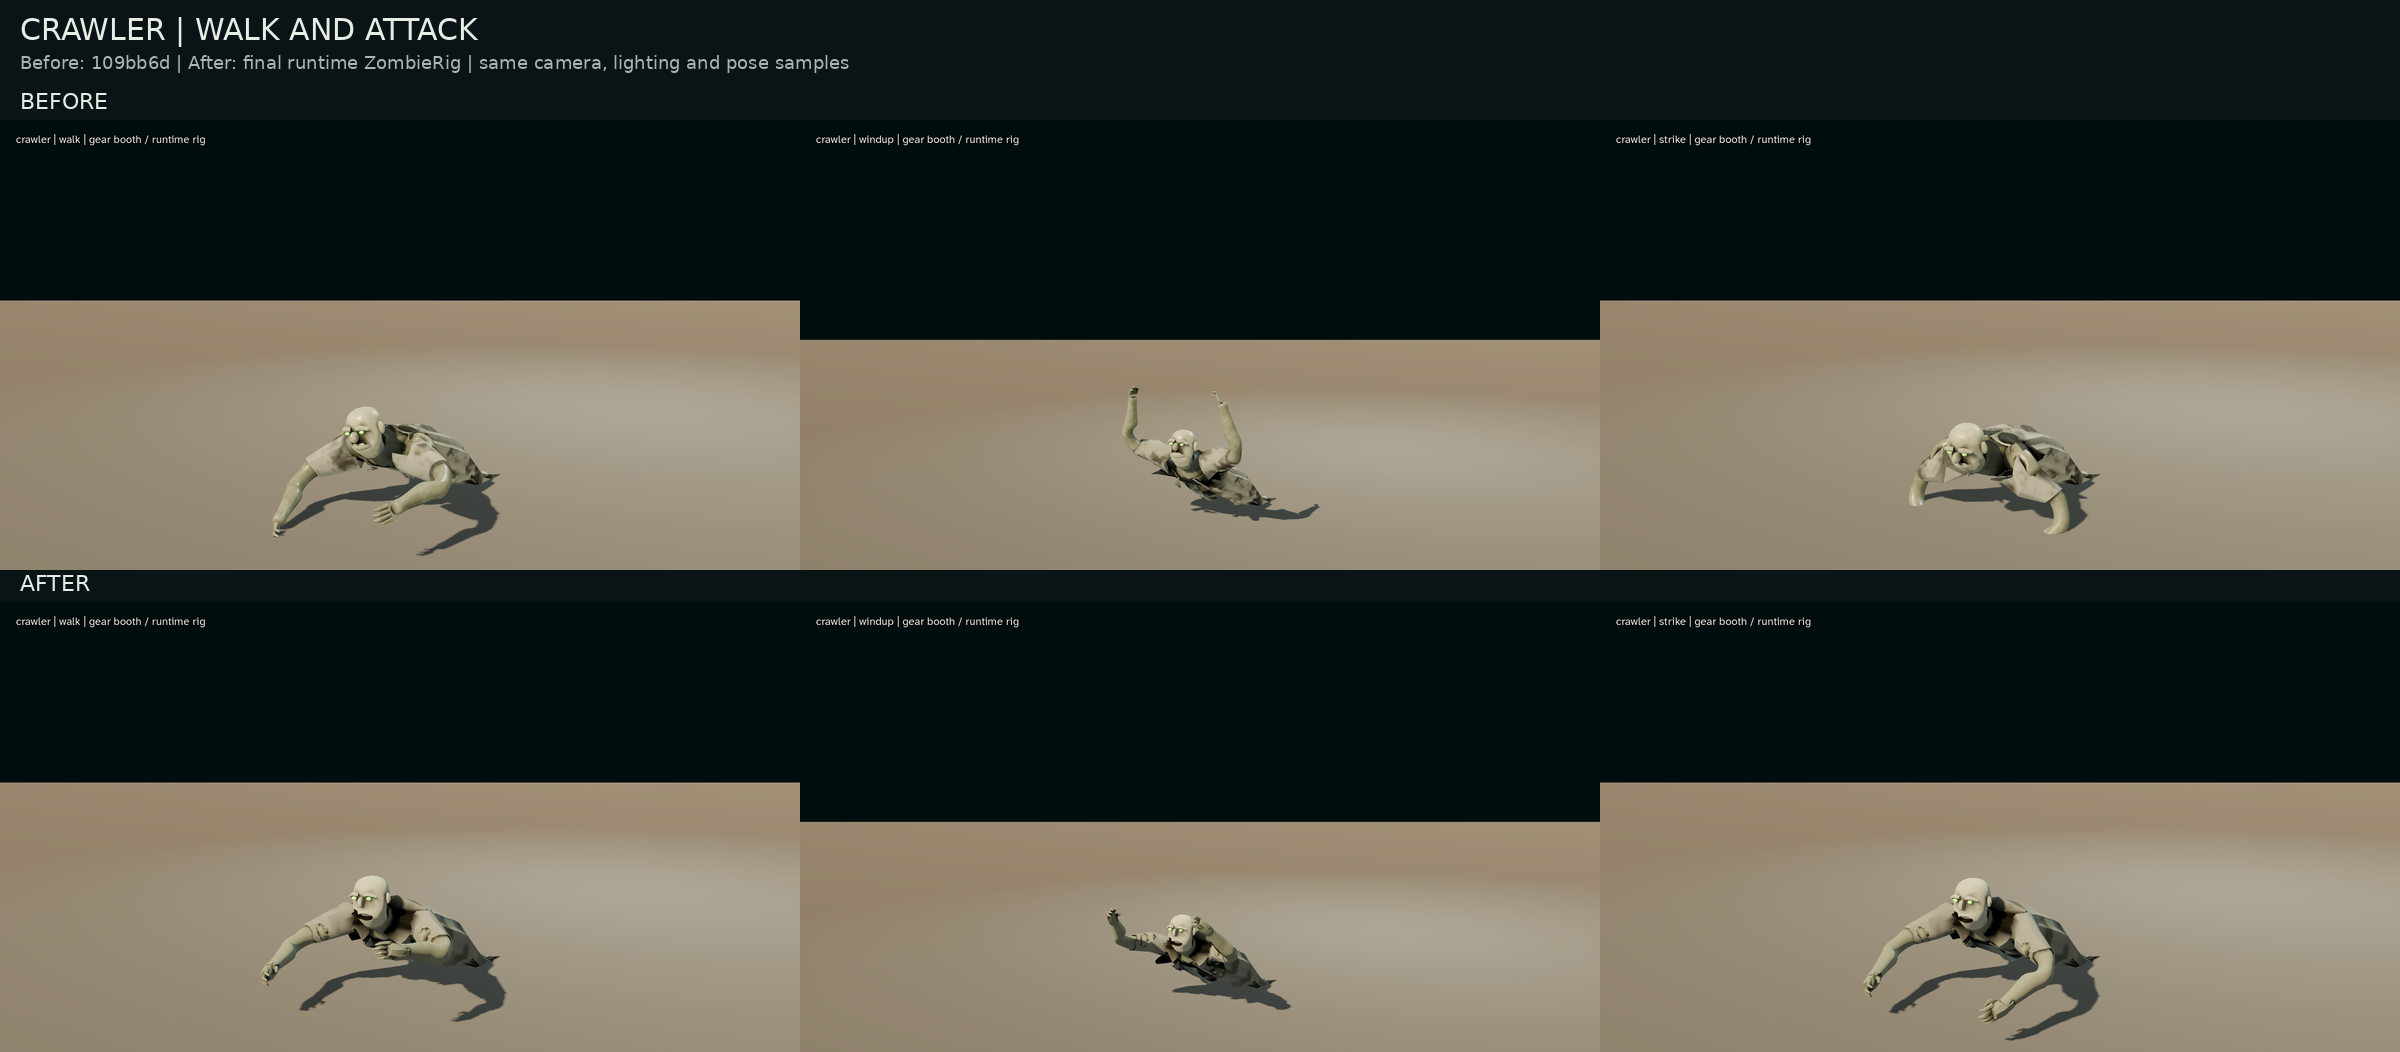 CRAWLER | WALK AND ATTACK
Before: 109bb6d | After: final runtime ZombieRig | same camera, lighting and pose samples
BEFORE
crawler | walk | gear booth / runtime rig
crawler | windup | gear booth / runtime rig
crawler | strike | gear booth / runtime rig
AFTER
crawler | walk | gear booth / runtime rig
crawler | windup | gear booth / runtime rig
crawler | strike | gear booth / runtime rig